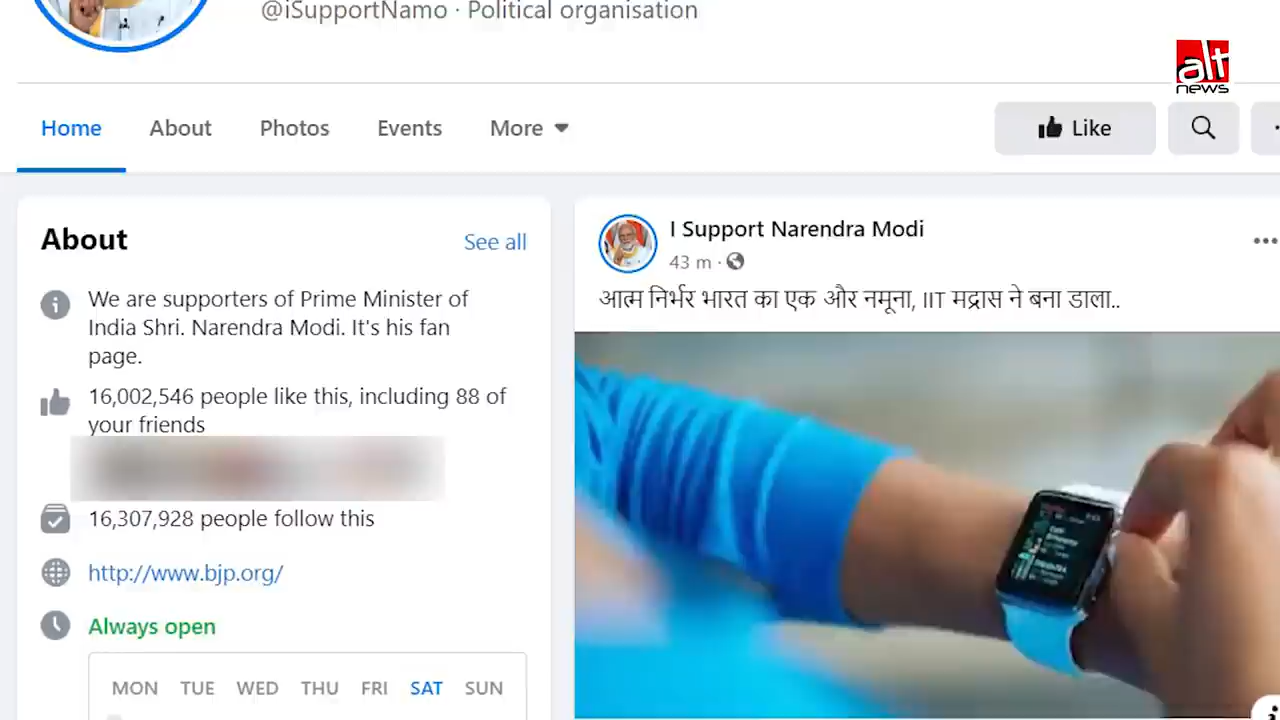 @iSupportNamo · Political organisation
alt
news
Home
About
Photos
Events
More
Like
About
See all
We are supporters of Prime Minister of
India Shri. Narendra Modi. It's his fan
page.
16,002,546 people like this, including 88 of
your friends
16,307,928 people follow this
http://www.bjp.org/
Always open
MON TUE WED THU FRI SAT SUN
I Support Narendra Modi
43 m ·
आत्म निर्भर भारत का एक और नमूना, IIT मद्रास ने बना डाला..